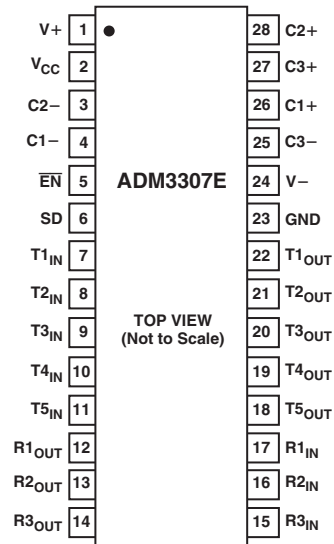 V+ 1 28 C2+
VCC 2 27 C3+
C2– 3 26 C1+
C1– 4 25 C3–
EN 5 ADM3307E 24 V–
SD 6 23 GND
T1IN 7 22 T1OUT
T2IN 8 21 T2OUT
T3IN 9 TOP VIEW 20 T3OUT
(Not to Scale)
T4IN 10 19 T4OUT
T5IN 11 18 T5OUT
R1OUT 12 17 R1IN
R2OUT 13 16 R2IN
R3OUT 14 15 R3IN